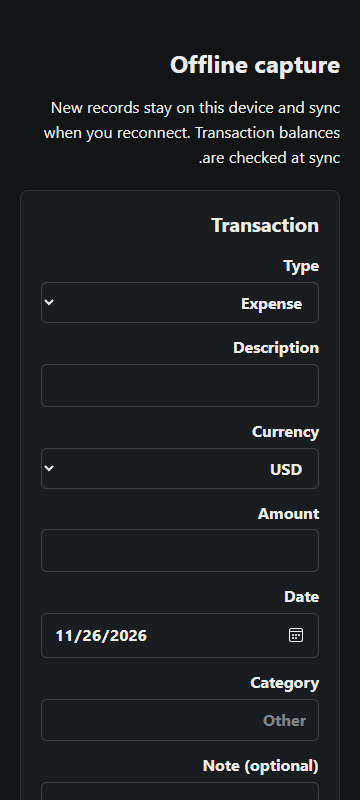 Offline capture
New records stay on this device and sync
when you reconnect. Transaction balances
are checked at sync.
Transaction
Type
Expense
Description
Currency
USD
Amount
Date
11/26/2026
Category
Other
Note (optional)